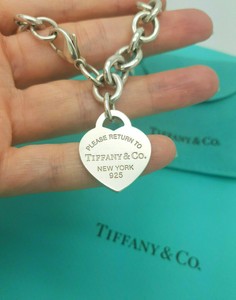 PLEASE RETURN TO
TIFFANY & CO.
NEW YORK
925
TIFFANY & CO.
TIFFANY & CO.